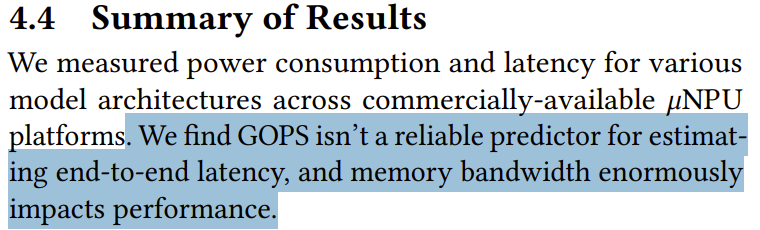 4.4 Summary of Results
We measured power consumption and latency for various
model architectures across commercially-available μNPU
platforms. We find GOPS isn't a reliable predictor for estimat-
ing end-to-end latency, and memory bandwidth enormously
impacts performance.